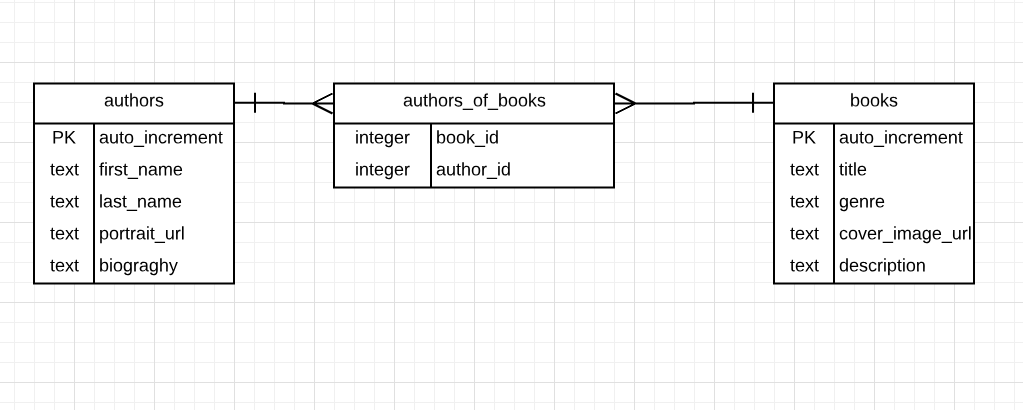 authors
PK auto_increment
text first_name
text last_name
text portrait_url
text biograghy
authors_of_books
integer book_id
integer author_id
books
PK auto_increment
text title
text genre
text cover_image_url
text description